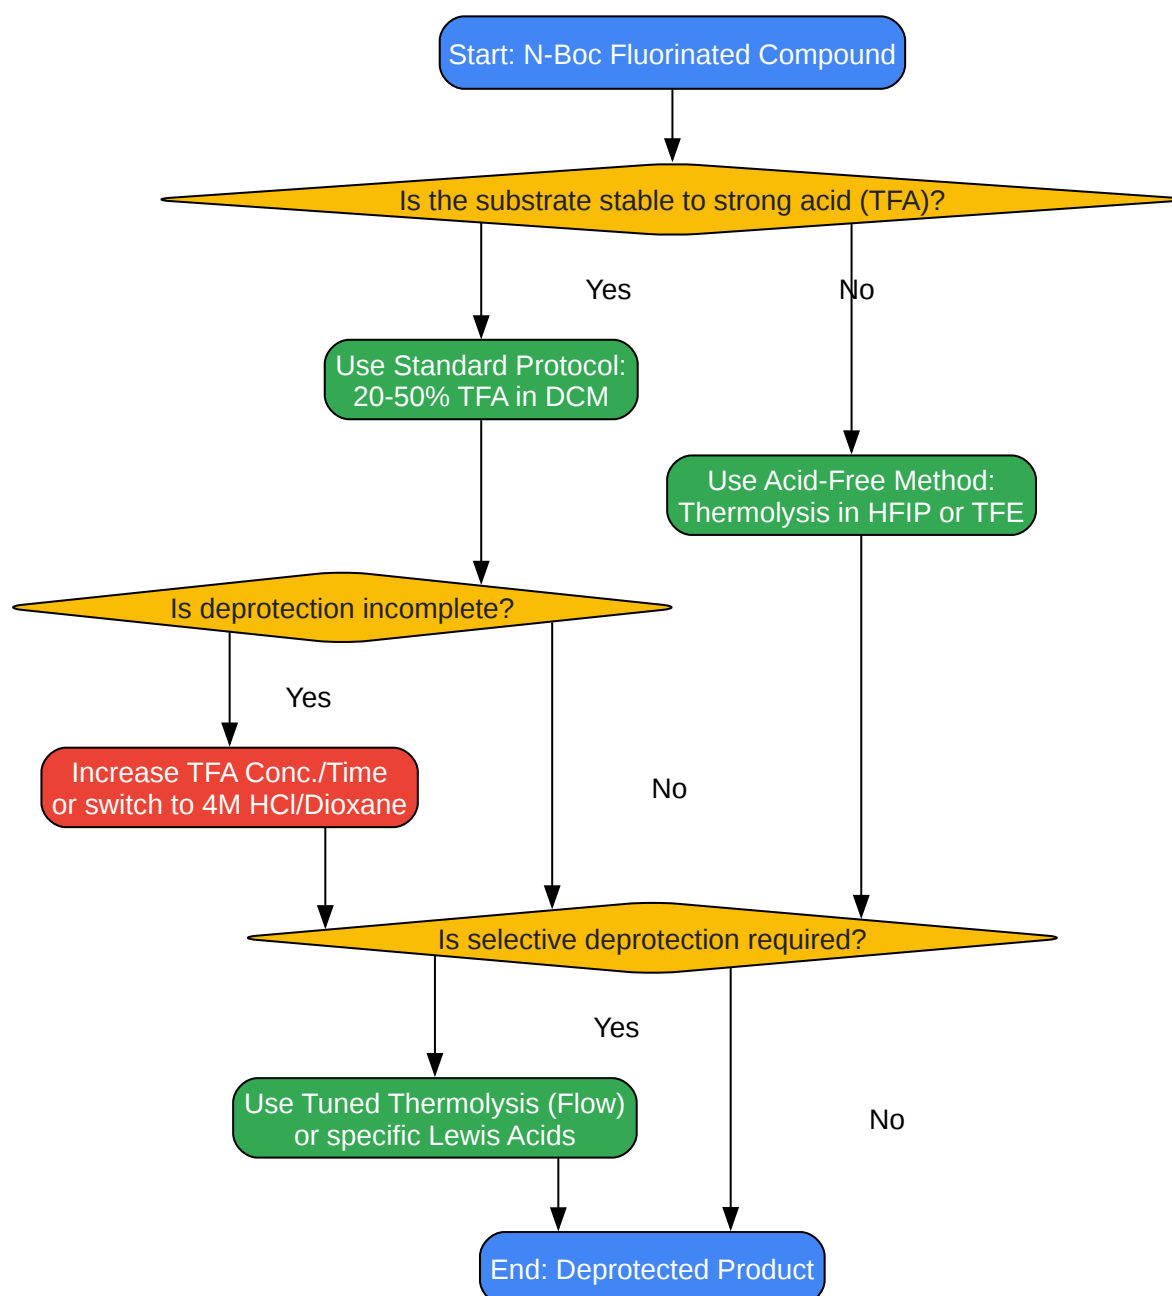 Start: N-Boc Fluorinated Compound
Is the substrate stable to strong acid (TFA)?
Yes
No
Use Standard Protocol:
20-50% TFA in DCM
Use Acid-Free Method:
Thermolysis in HFIP or TFE
Is deprotection incomplete?
Yes
Increase TFA Conc./Time
or switch to 4M HCl/Dioxane
No
Is selective deprotection required?
Yes
Use Tuned Thermolysis (Flow)
or specific Lewis Acids
No
End: Deprotected Product